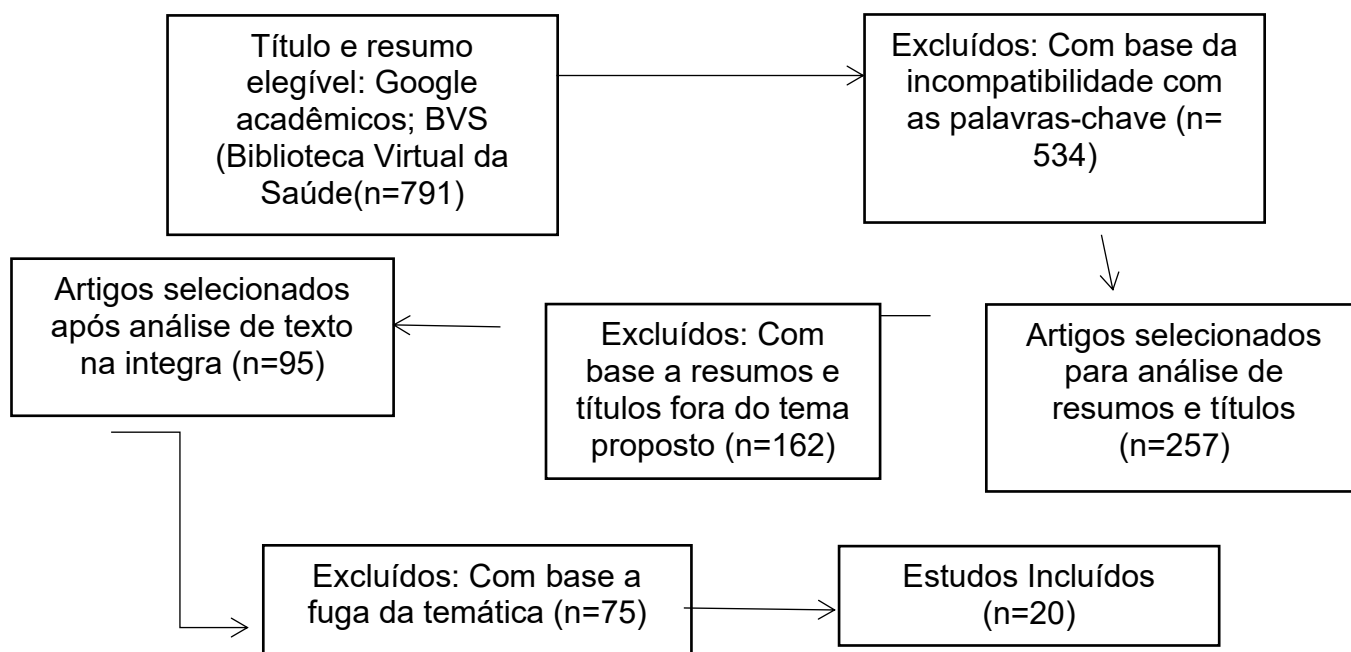 Título e resumo
elegível: Google
acadêmicos; BVS
(Biblioteca Virtual da
Saúde(n=791)
Excluídos: Com base da
incompatibilidade com
as palavras-chave (n=
534)
Artigos selecionados
para análise de
resumos e títulos
(n=257)
Excluídos: Com
base a resumos e
títulos fora do tema
proposto (n=162)
Artigos selecionados
após análise de texto
na integra (n=95)
Excluídos: Com base a
fuga da temática (n=75)
Estudos Incluídos
(n=20)